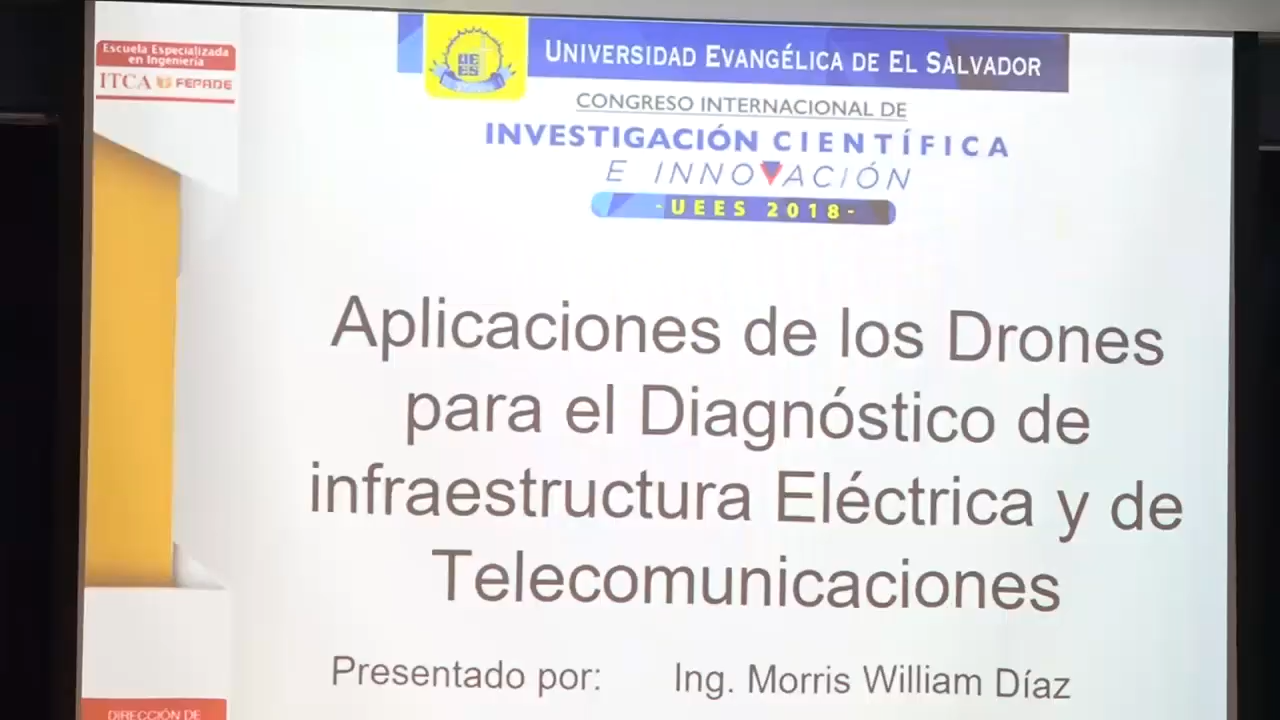 Escuela Especializada
en Ingeniería
ITCA FEPADE
UNIVERSIDAD EVANGÉLICA DE EL SALVADOR
CONGRESO INTERNACIONAL DE
INVESTIGACIÓN CIENTÍFICA
E INNOVACIÓN
-UEES 2018-
Aplicaciones de los Drones
para el Diagnóstico de
infraestructura Eléctrica y de
Telecomunicaciones
Presentado por: Ing. Morris William Díaz
DIRECCIÓN DE